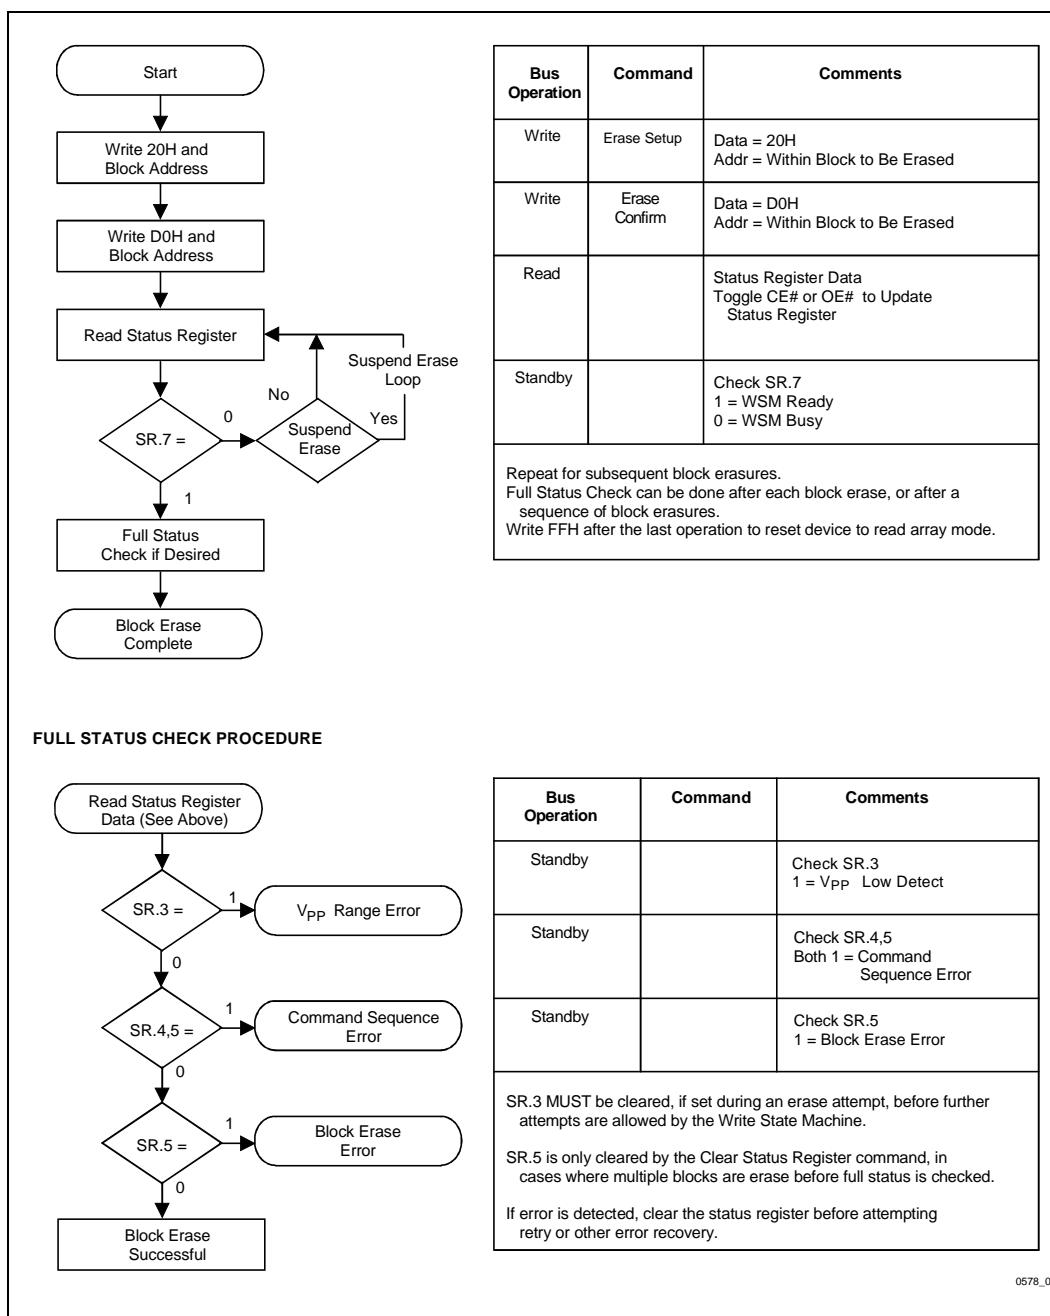 Start
Write 20H and
Block Address
Write D0H and
Block Address
Read Status Register
Suspend Erase
Loop
No
Yes
0
SR.7 =
Suspend
Erase
1
Full Status
Check if Desired
Block Erase
Complete
Bus
Operation
Command
Comments
Write
Erase Setup
Data = 20H
Addr = Within Block to Be Erased
Write
Erase
Confirm
Data = D0H
Addr = Within Block to Be Erased
Read
Status Register Data
Toggle CE# or OE# to Update
Status Register
Standby
Check SR.7
1 = WSM Ready
0 = WSM Busy
Repeat for subsequent block erasures.
Full Status Check can be done after each block erase, or after a
sequence of block erasures.
Write FFH after the last operation to reset device to read array mode.
FULL STATUS CHECK PROCEDURE
Read Status Register
Data (See Above)
SR.3 =
1
VPP Range Error
0
SR.4,5 =
1
Command Sequence
Error
0
SR.5 =
1
Block Erase
Error
0
Block Erase
Successful
Bus
Operation
Command
Comments
Standby
Check SR.3
1 = VPP Low Detect
Standby
Check SR.4,5
Both 1 = Command
Sequence Error
Standby
Check SR.5
1 = Block Erase Error
SR.3 MUST be cleared, if set during an erase attempt, before further
attempts are allowed by the Write State Machine.
SR.5 is only cleared by the Clear Status Register command, in
cases where multiple blocks are erase before full status is checked.
If error is detected, clear the status register before attempting
retry or other error recovery.
0578_0